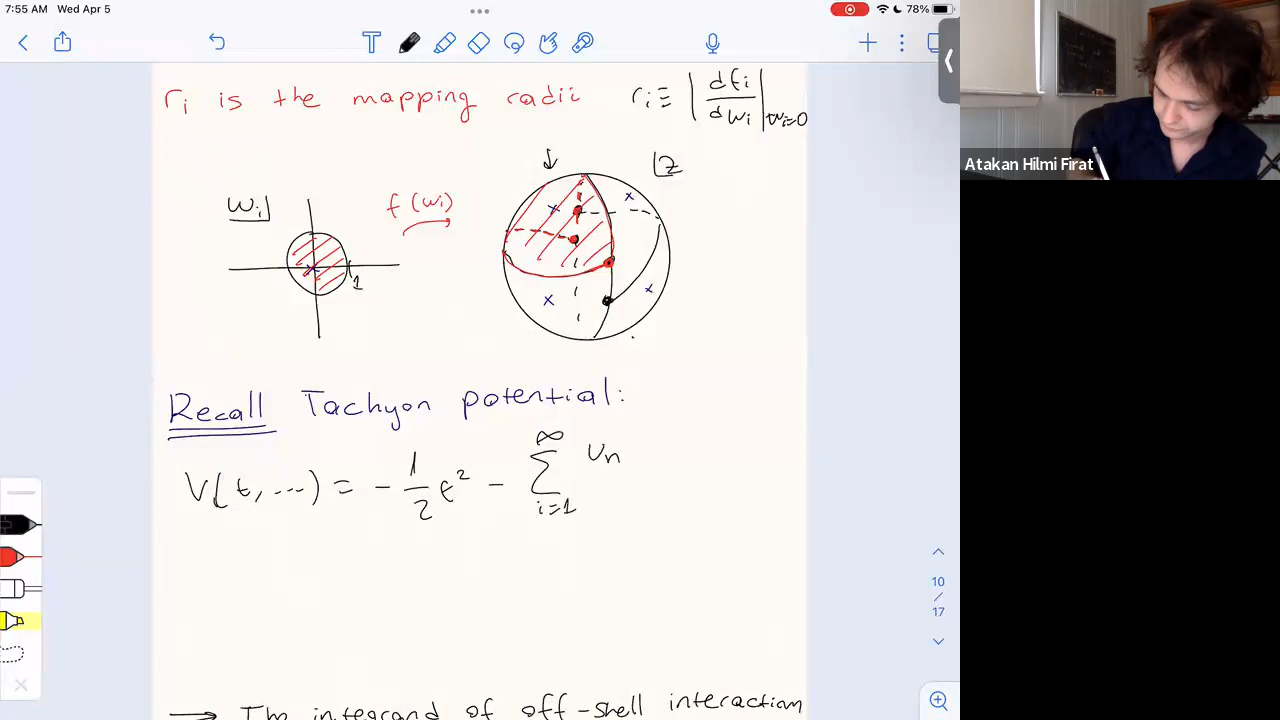 7:55 AM Wed Apr 5
78%
r_i is the mapping radii r_i ≡ |df_i/dw_i|_{w_i=0}
w_i
f(w_i)
z
1
Recall Tachyon potential:
V(t, ...) = - 1/2 t² - ∑_{i=1}^{∞} v_n
→ The integrand of off-shell interaction
10
/
17
Atakan Hilmi Firat